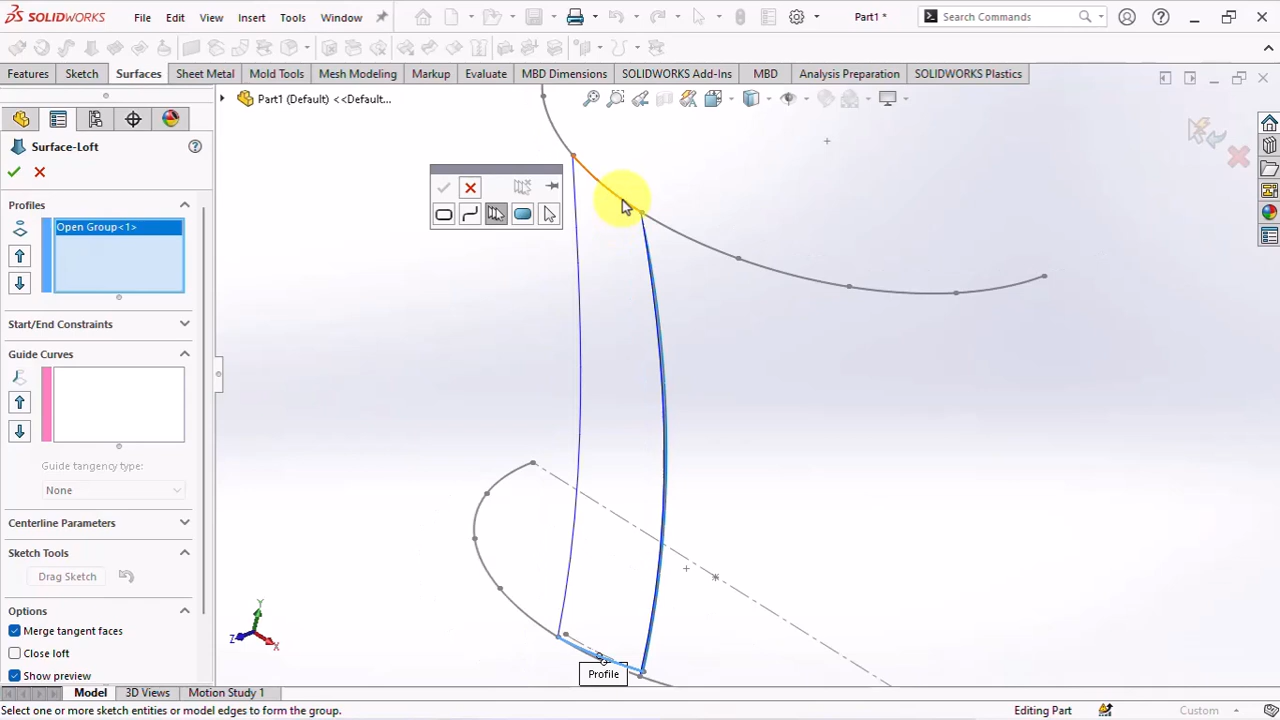 SOLIDWORKS File Edit View Insert Tools Window Part1 * Search Commands
Features Sketch Surfaces Sheet Metal Mold Tools Mesh Modeling Markup Evaluate MBD Dimensions SOLIDWORKS Add-Ins MBD Analysis Preparation SOLIDWORKS Plastics
Part1 (Default) <<Default...
Surface-Loft
Profiles
Open Group<1>
Start/End Constraints
Guide Curves
Guide tangency type:
None
Centerline Parameters
Sketch Tools
Drag Sketch
Options
Merge tangent faces
Close loft
Show preview
Profile
Y
Z
X
Model 3D Views Motion Study 1
Select one or more sketch entities or model edges to form the group. Editing Part Custom